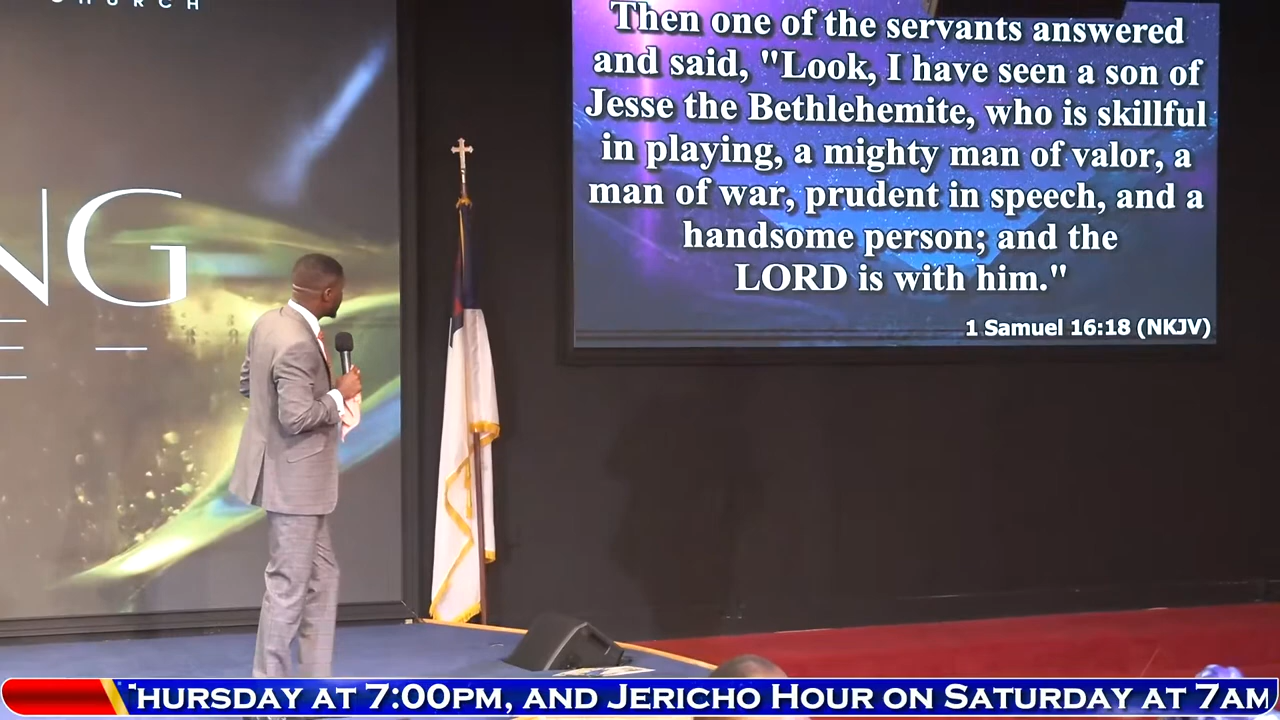 CHURCH
NG
Then one of the servants answered
and said, "Look, I have seen a son of
Jesse the Bethlehemite, who is skillful
in playing, a mighty man of valor, a
man of war, prudent in speech, and a
handsome person; and the
LORD is with him."
1 Samuel 16:18 (NKJV)
THURSDAY AT 7:00PM, AND JERICHO HOUR ON SATURDAY AT 7AM